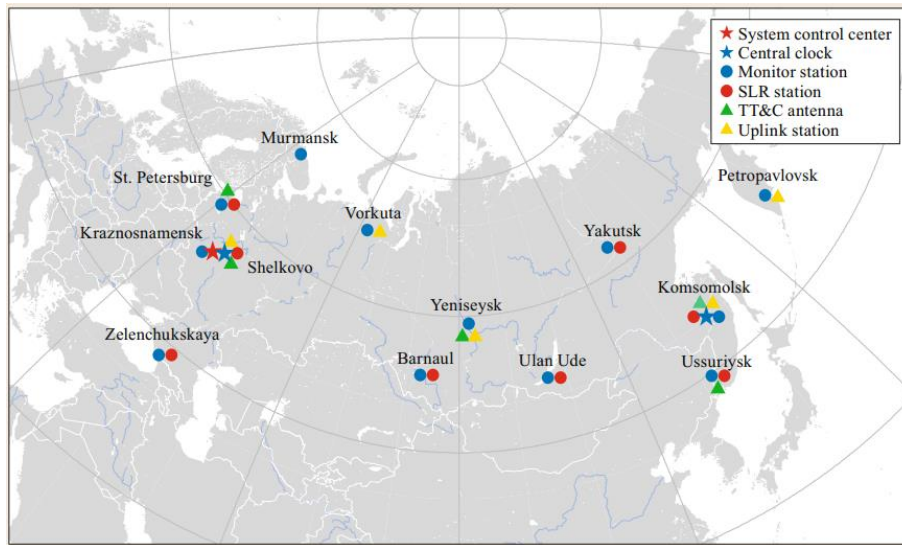 System control center
Central clock
Monitor station
SLR station
TT&C antenna
Uplink station
Murmansk
St. Petersburg
Petropavlovsk
Vorkuta
Kraznosnamensk
Yakutsk
Shelkovo
Komsomolsk
Yeniseysk
Zelenchukskaya
Barnaul
Ulan Ude
Ussuriysk